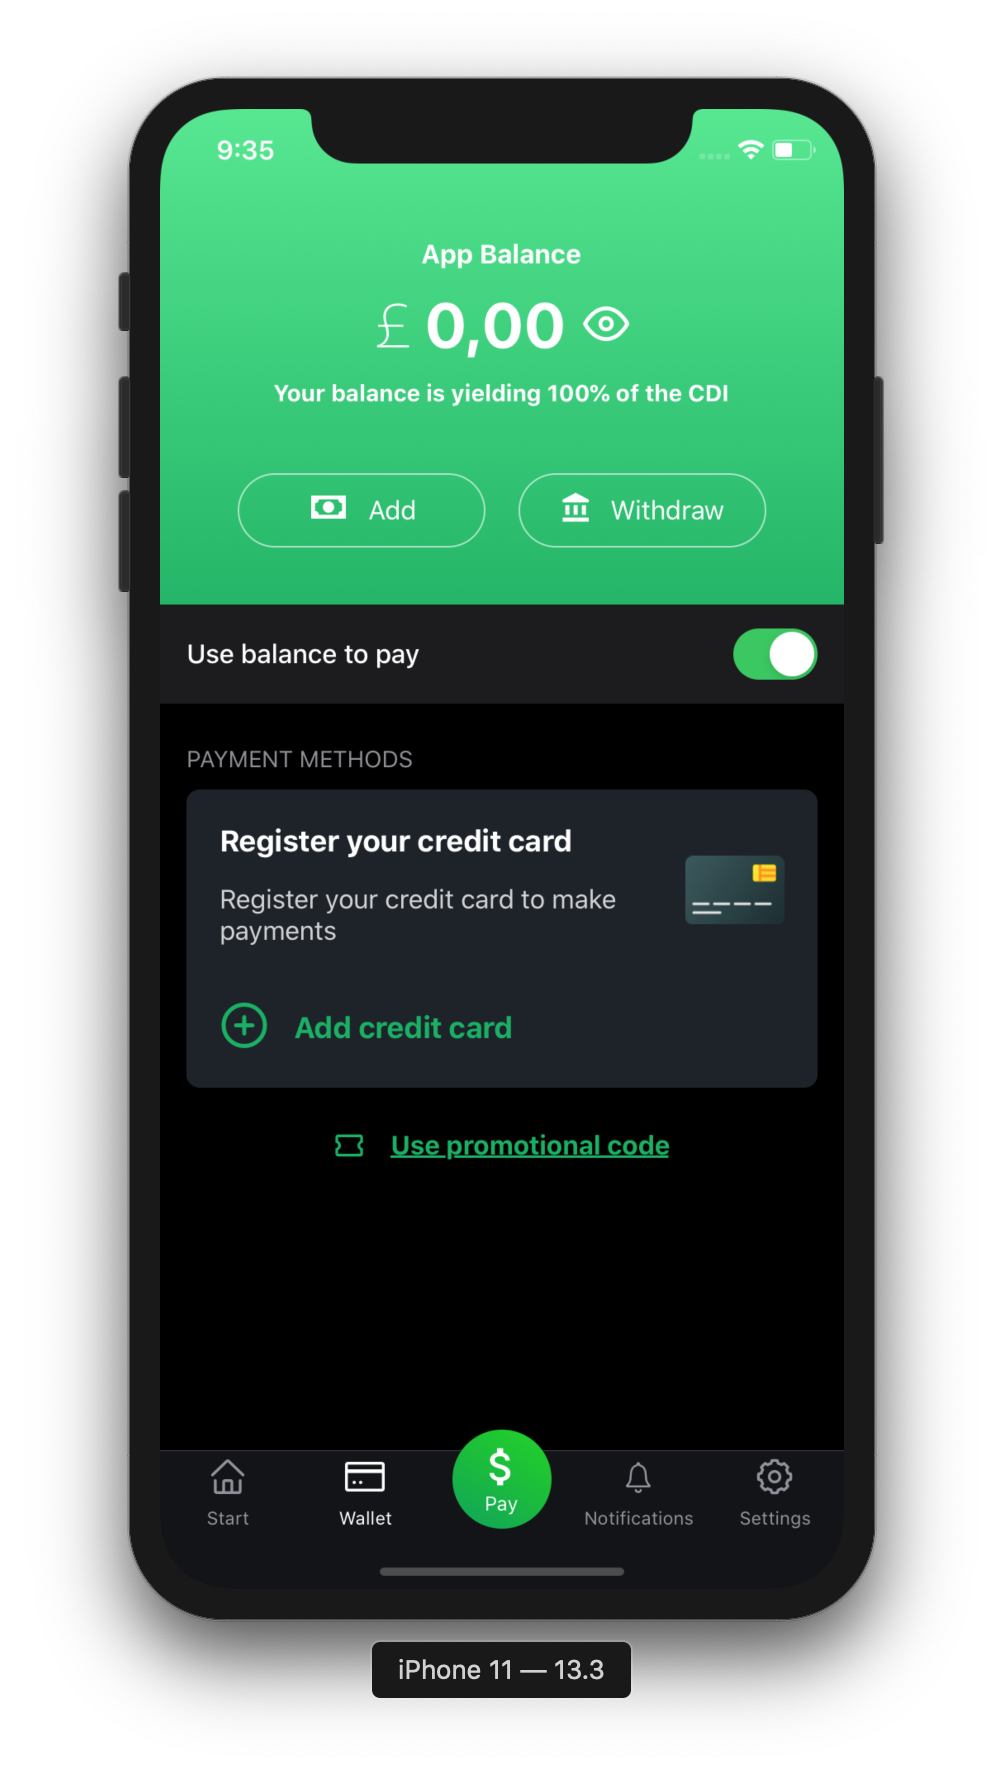 9:35
App Balance
£ 0,00
Your balance is yielding 100% of the CDI
Add
Withdraw
Use balance to pay
PAYMENT METHODS
Register your credit card
Register your credit card to make
payments
Add credit card
Use promotional code
$
Start
Wallet
Pay
Notifications
Settings
iPhone 11 — 13.3